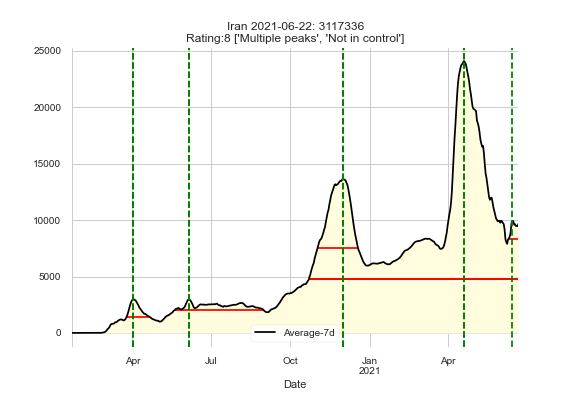 Iran 2021-06-22: 3117336
Rating:8 ['Multiple peaks', 'Not in control']
25000
20000
15000
10000
5000
0
Average-7d
Apr
Jul
Oct
Jan
2021
Apr
Date